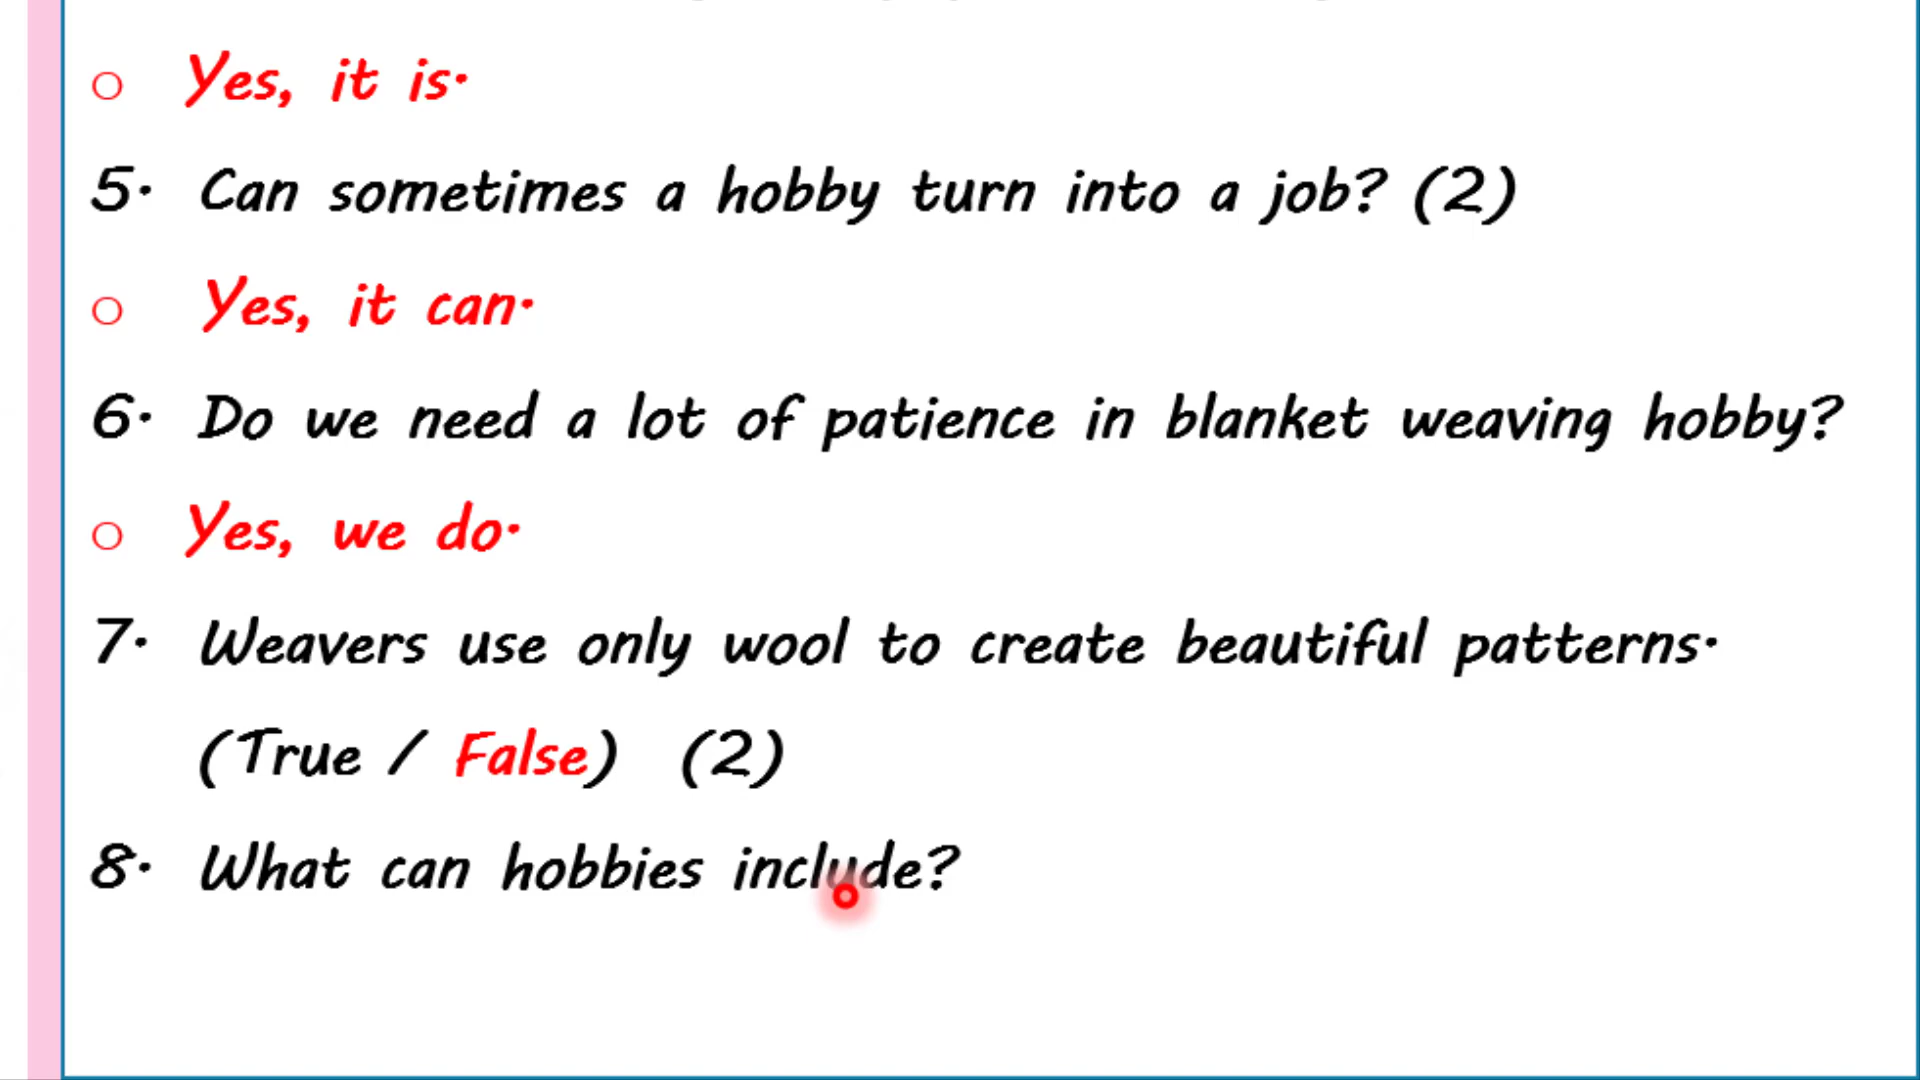 ○ Yes, it is.
5. Can sometimes a hobby turn into a job? (2)
○ Yes, it can.
6. Do we need a lot of patience in blanket weaving hobby?
○ Yes, we do.
7. Weavers use only wool to create beautiful patterns.
(True / False) (2)
8. What can hobbies include?